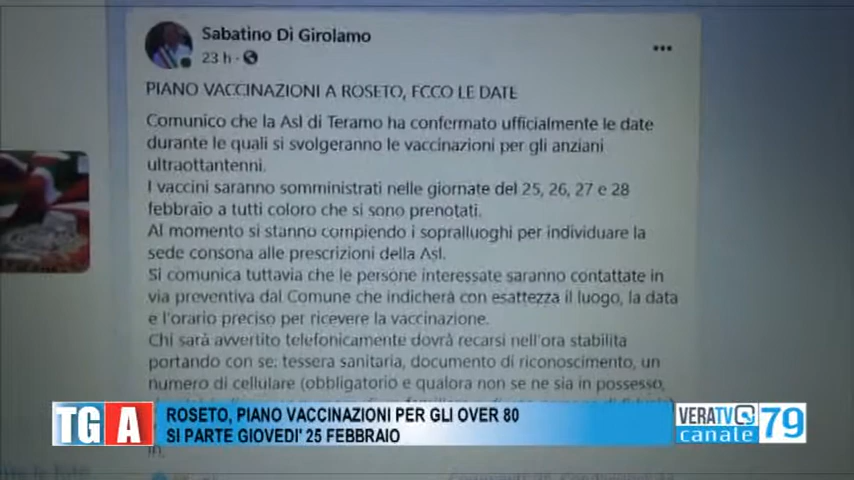 Sabatino Di Girolamo
23 h ·
PIANO VACCINAZIONI A ROSETO, ECCO LE DATE
Comunico che la Asl di Teramo ha confermato ufficialmente le date
durante le quali si svolgeranno le vaccinazioni per gli anziani
ultraottantenni.
I vaccini saranno somministrati nelle giornate del 25, 26, 27 e 28
febbraio a tutti coloro che si sono prenotati.
Al momento si stanno compiendo i sopralluoghi per individuare la
sede consona alle prescrizioni della Asl.
Si comunica tuttavia che le persone interessate saranno contattate in
via preventiva dal Comune che indicherà con esattezza il luogo, la data
e l'orario preciso per ricevere la vaccinazione.
Chi sarà avvertito telefonicamente dovrà recarsi nell'ora stabilita
portando con se: tessera sanitaria, documento di riconoscimento, un
numero di cellulare (obbligatorio e qualora non se ne sia in possesso,
TGA
ROSETO, PIANO VACCINAZIONI PER GLI OVER 80
SI PARTE GIOVEDI' 25 FEBBRAIO
VERATV
canale 79
in.